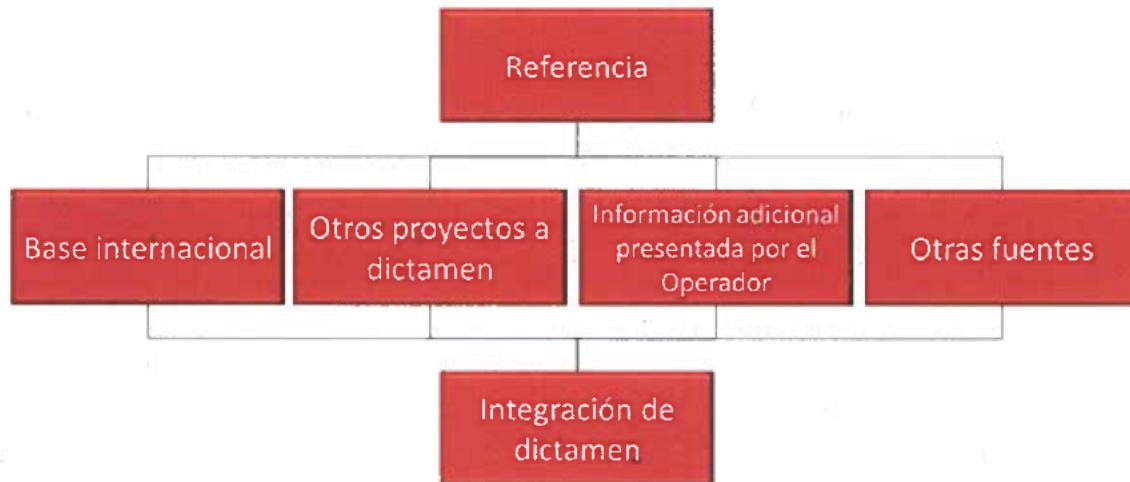 Referencia
Base internacional
Otros proyectos a
dictamen
Información adicional
presentada por el
Operador
Otras fuentes
Integración de
dictamen